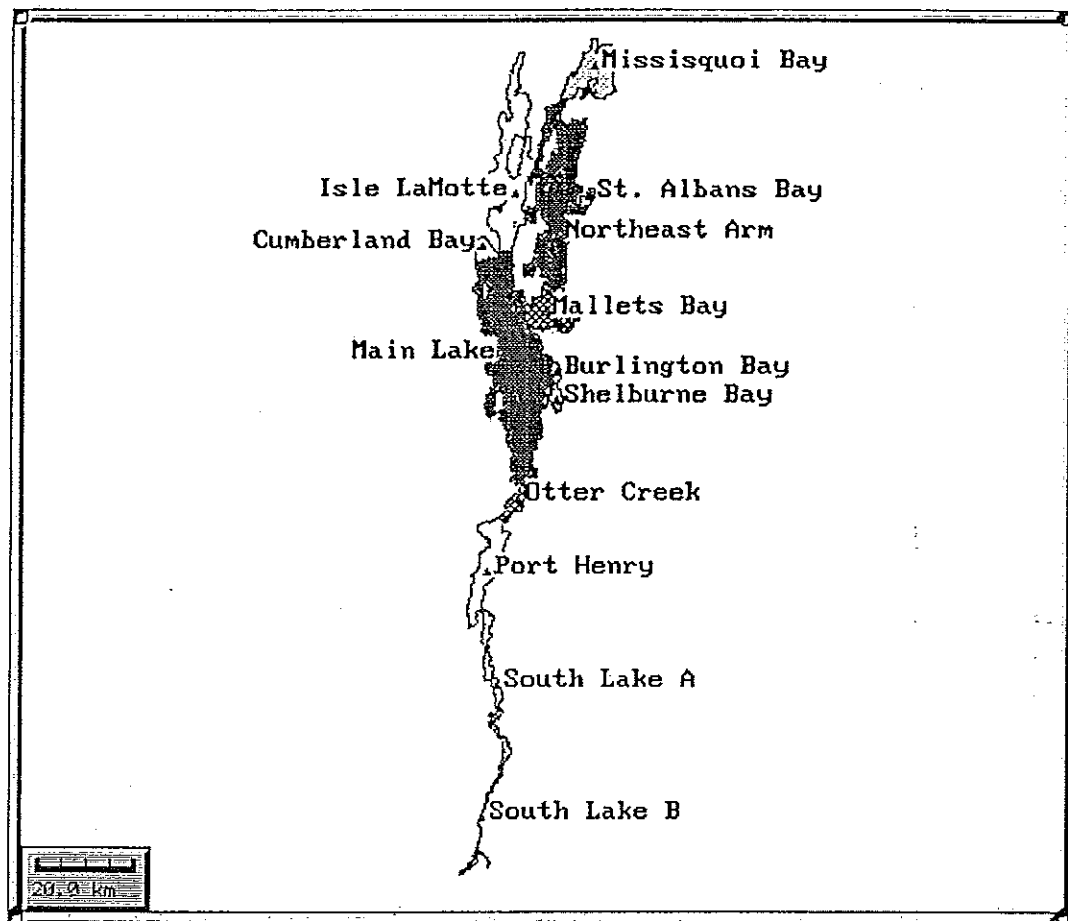 Missisquoi Bay
Isle LaMotte
St. Albans Bay
Northeast Arm
Cumberland Bay
Mallets Bay
Main Lake
Burlington Bay
Shelburne Bay
Otter Creek
Port Henry
South Lake A
South Lake B
20.0 km